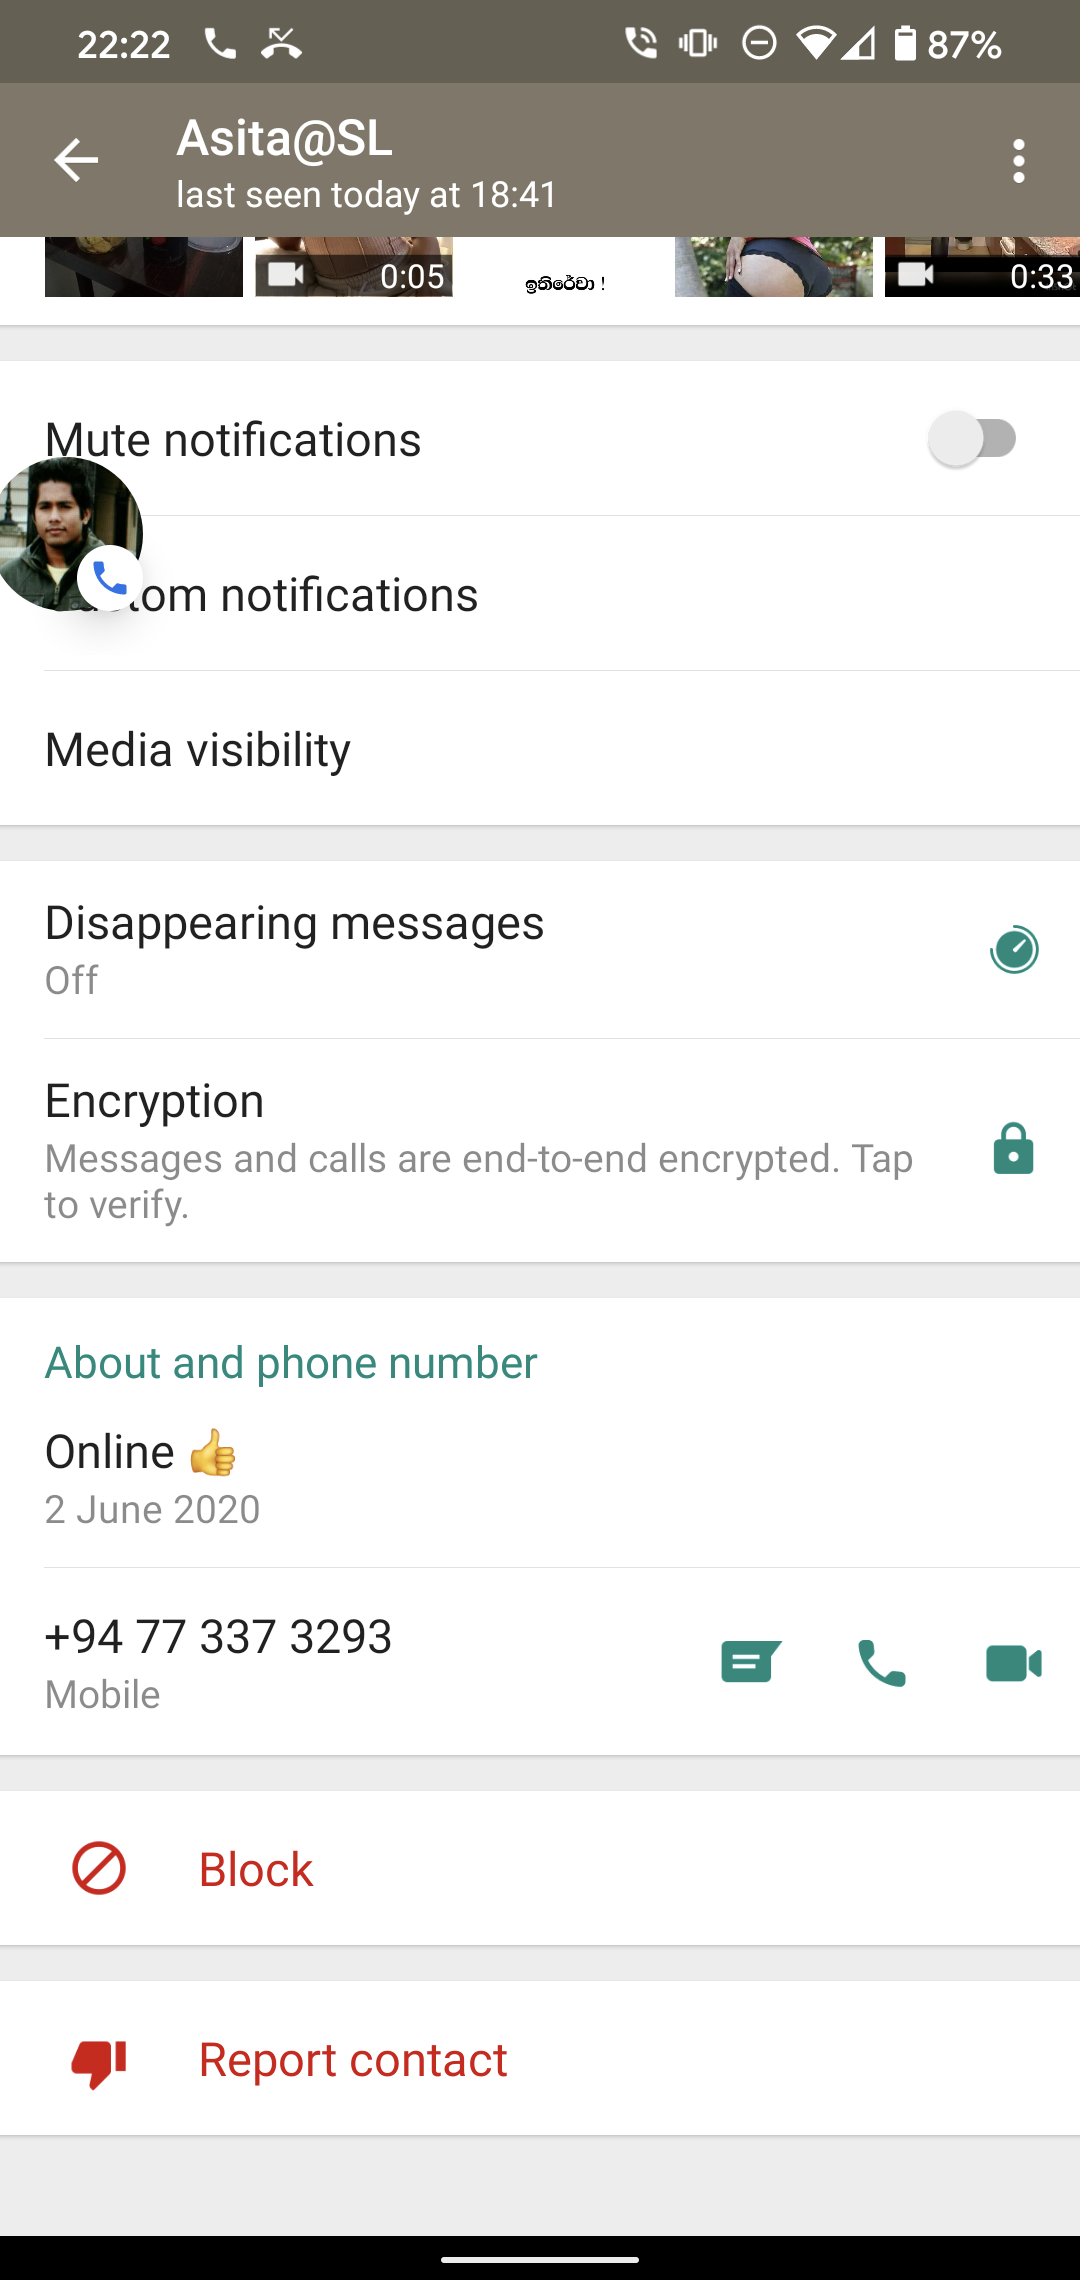 22:22
87%
Asita@SL
last seen today at 18:41
0:05
ඉතිරේවා !
0:33
Mute notifications
tom notifications
Media visibility
Disappearing messages
Off
Encryption
Messages and calls are end-to-end encrypted. Tap
to verify.
About and phone number
Online 👍
2 June 2020
+94 77 337 3293
Mobile
Block
Report contact